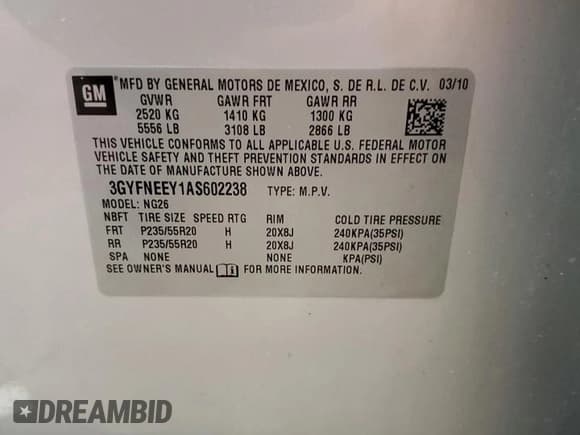 GM ® MFD BY GENERAL MOTORS DE MEXICO, S. DE R.L. DE C.V. 03/10
GVWR GAWR FRT GAWR RR
2520 KG 1410 KG 1300 KG
5556 LB 3108 LB 2866 LB
THIS VEHICLE CONFORMS TO ALL APPLICABLE U.S. FEDERAL MOTOR
VEHICLE SAFETY AND THEFT PREVENTION STANDARDS IN EFFECT ON
THE DATE OF MANUFACTURE SHOWN ABOVE.
3GYFNEEY1AS602238 TYPE: M.P.V.
MODEL: NG26
NBFT TIRE SIZE SPEED RTG RIM COLD TIRE PRESSURE
FRT P235/55R20 H 20X8J 240KPA(35PSI)
RR P235/55R20 H 20X8J 240KPA(35PSI)
SPA NONE NONE KPA(PSI)
SEE OWNER'S MANUAL FOR MORE INFORMATION.
DREAMBID